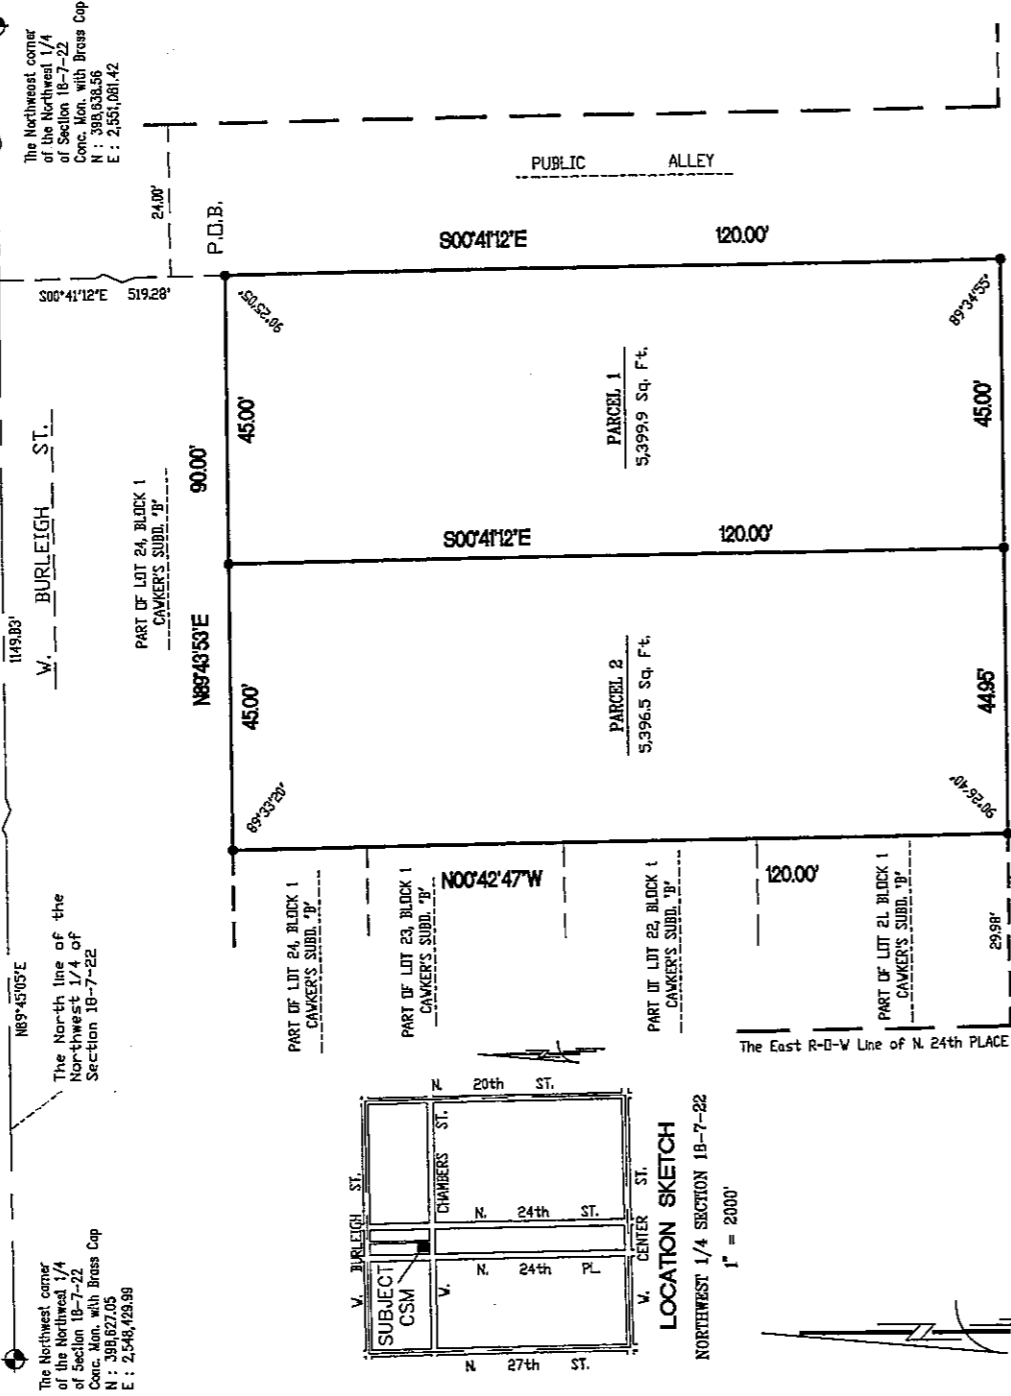 The Northwest corner
of the Northwest 1/4
of Section 18-7-22
Conc. Mon. with Brass Cap
N : 398,627.05
E : 2,548,429.99
N89°45'05"E
The North line of the
Northwest 1/4 of
Section 18-7-22
1149.83'
W. BURLEIGH ST.
S00°41'12"E 519.28'
The Northeast corner
of the Northwest 1/4
of Section 18-7-22
Conc. Mon. with Brass Cap
N : 398,638.56
E : 2,551,081.42
24.00'
P.O.B.
PART OF LOT 24, BLOCK 1
CAWKER'S SUBD. 'B'
N89°43'53"E 90.00'
45.00'
45.00'
89°33'20"
90°25'05"
S00°41'12"E 120.00'
PUBLIC ALLEY
PARCEL 1
5,399.9 Sq. Ft.
S00°41'12"E 120.00'
PARCEL 2
5,396.5 Sq. Ft.
89°34'55"
45.00'
44.95'
90°26'40"
N00°42'47"W 120.00'
PART OF LOT 24, BLOCK 1
CAWKER'S SUBD. 'B'
PART OF LOT 23, BLOCK 1
CAWKER'S SUBD. 'B'
PART OF LOT 22, BLOCK 1
CAWKER'S SUBD. 'B'
PART OF LOT 21, BLOCK 1
CAWKER'S SUBD. 'B'
29.98'
The East R-O-W Line of N. 24th PLACE
W. BURLEIGH ST.
N. 20th ST.
SUBJECT
CSM
W. CHAMBERS ST.
N. 24th ST.
N. 24th PL.
N. 27th ST.
W. CENTER ST.
LOCATION SKETCH
NORTHWEST 1/4 SECTION 18-7-22
1" = 2000'